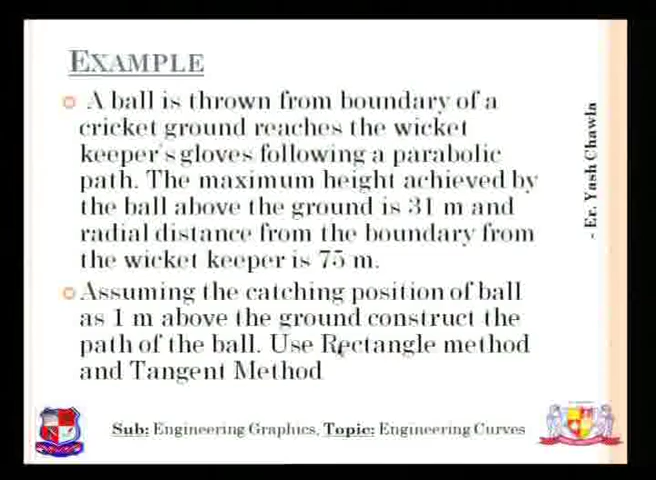 EXAMPLE
A ball is thrown from boundary of a
cricket ground reaches the wicket
keeper's gloves following a parabolic
path. The maximum height achieved by
the ball above the ground is 31 m and
radial distance from the boundary from
the wicket keeper is 75 m.
Assuming the catching position of ball
as 1 m above the ground construct the
path of the ball. Use Rectangle method
and Tangent Method
- Er. Yash Chawla
Sub: Engineering Graphics, Topic: Engineering Curves